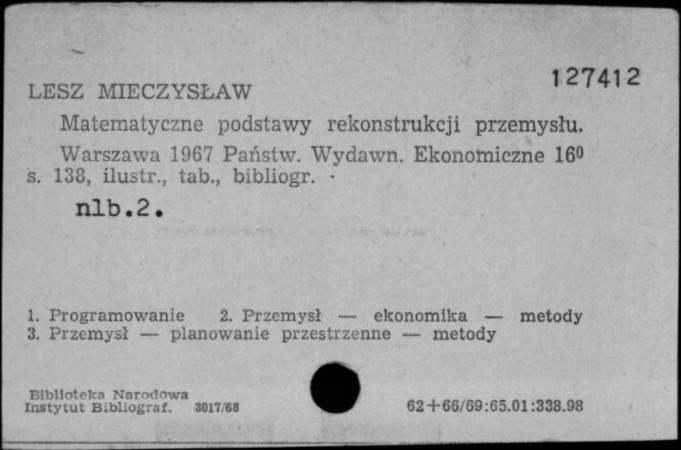 127412
LESZ MIECZYSŁAW
Matematyczne podstawy rekonstrukcji przemysłu.
Warszawa 1967 Państw. Wydawn. Ekonomiczne 16⁰
s. 138, ilustr., tab., bibliogr.
nlb.2.
1. Programowanie 2. Przemysł — ekonomika — metody
3. Przemysł — planowanie przestrzenne — metody
Biblioteka Narodowa
Instytut Bibliograf. 3017/68
62+66/69:65.01:338.98